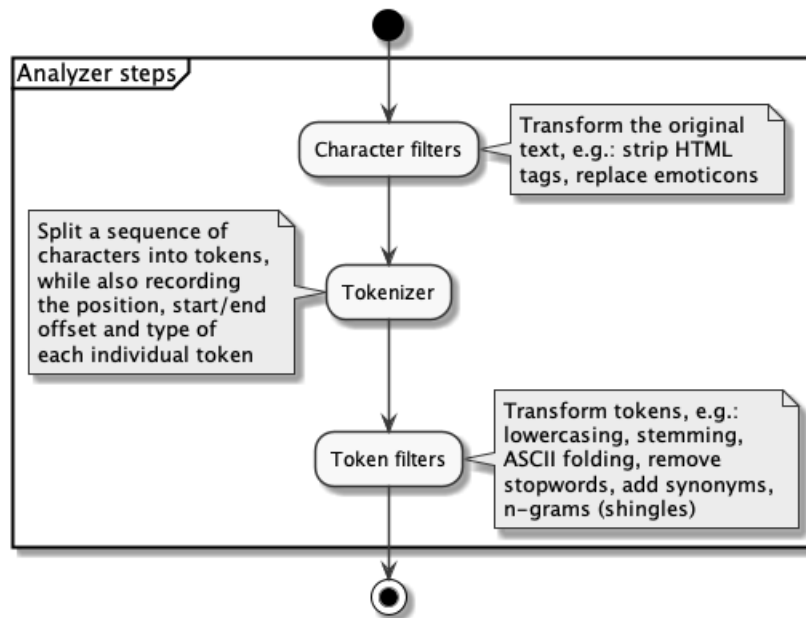 Analyzer steps
Character filters
Transform the original
text, e.g.: strip HTML
tags, replace emoticons
Split a sequence of
characters into tokens,
while also recording
the position, start/end
offset and type of
each individual token
Tokenizer
Token filters
Transform tokens, e.g.:
lowercasing, stemming,
ASCII folding, remove
stopwords, add synonyms,
n-grams (shingles)